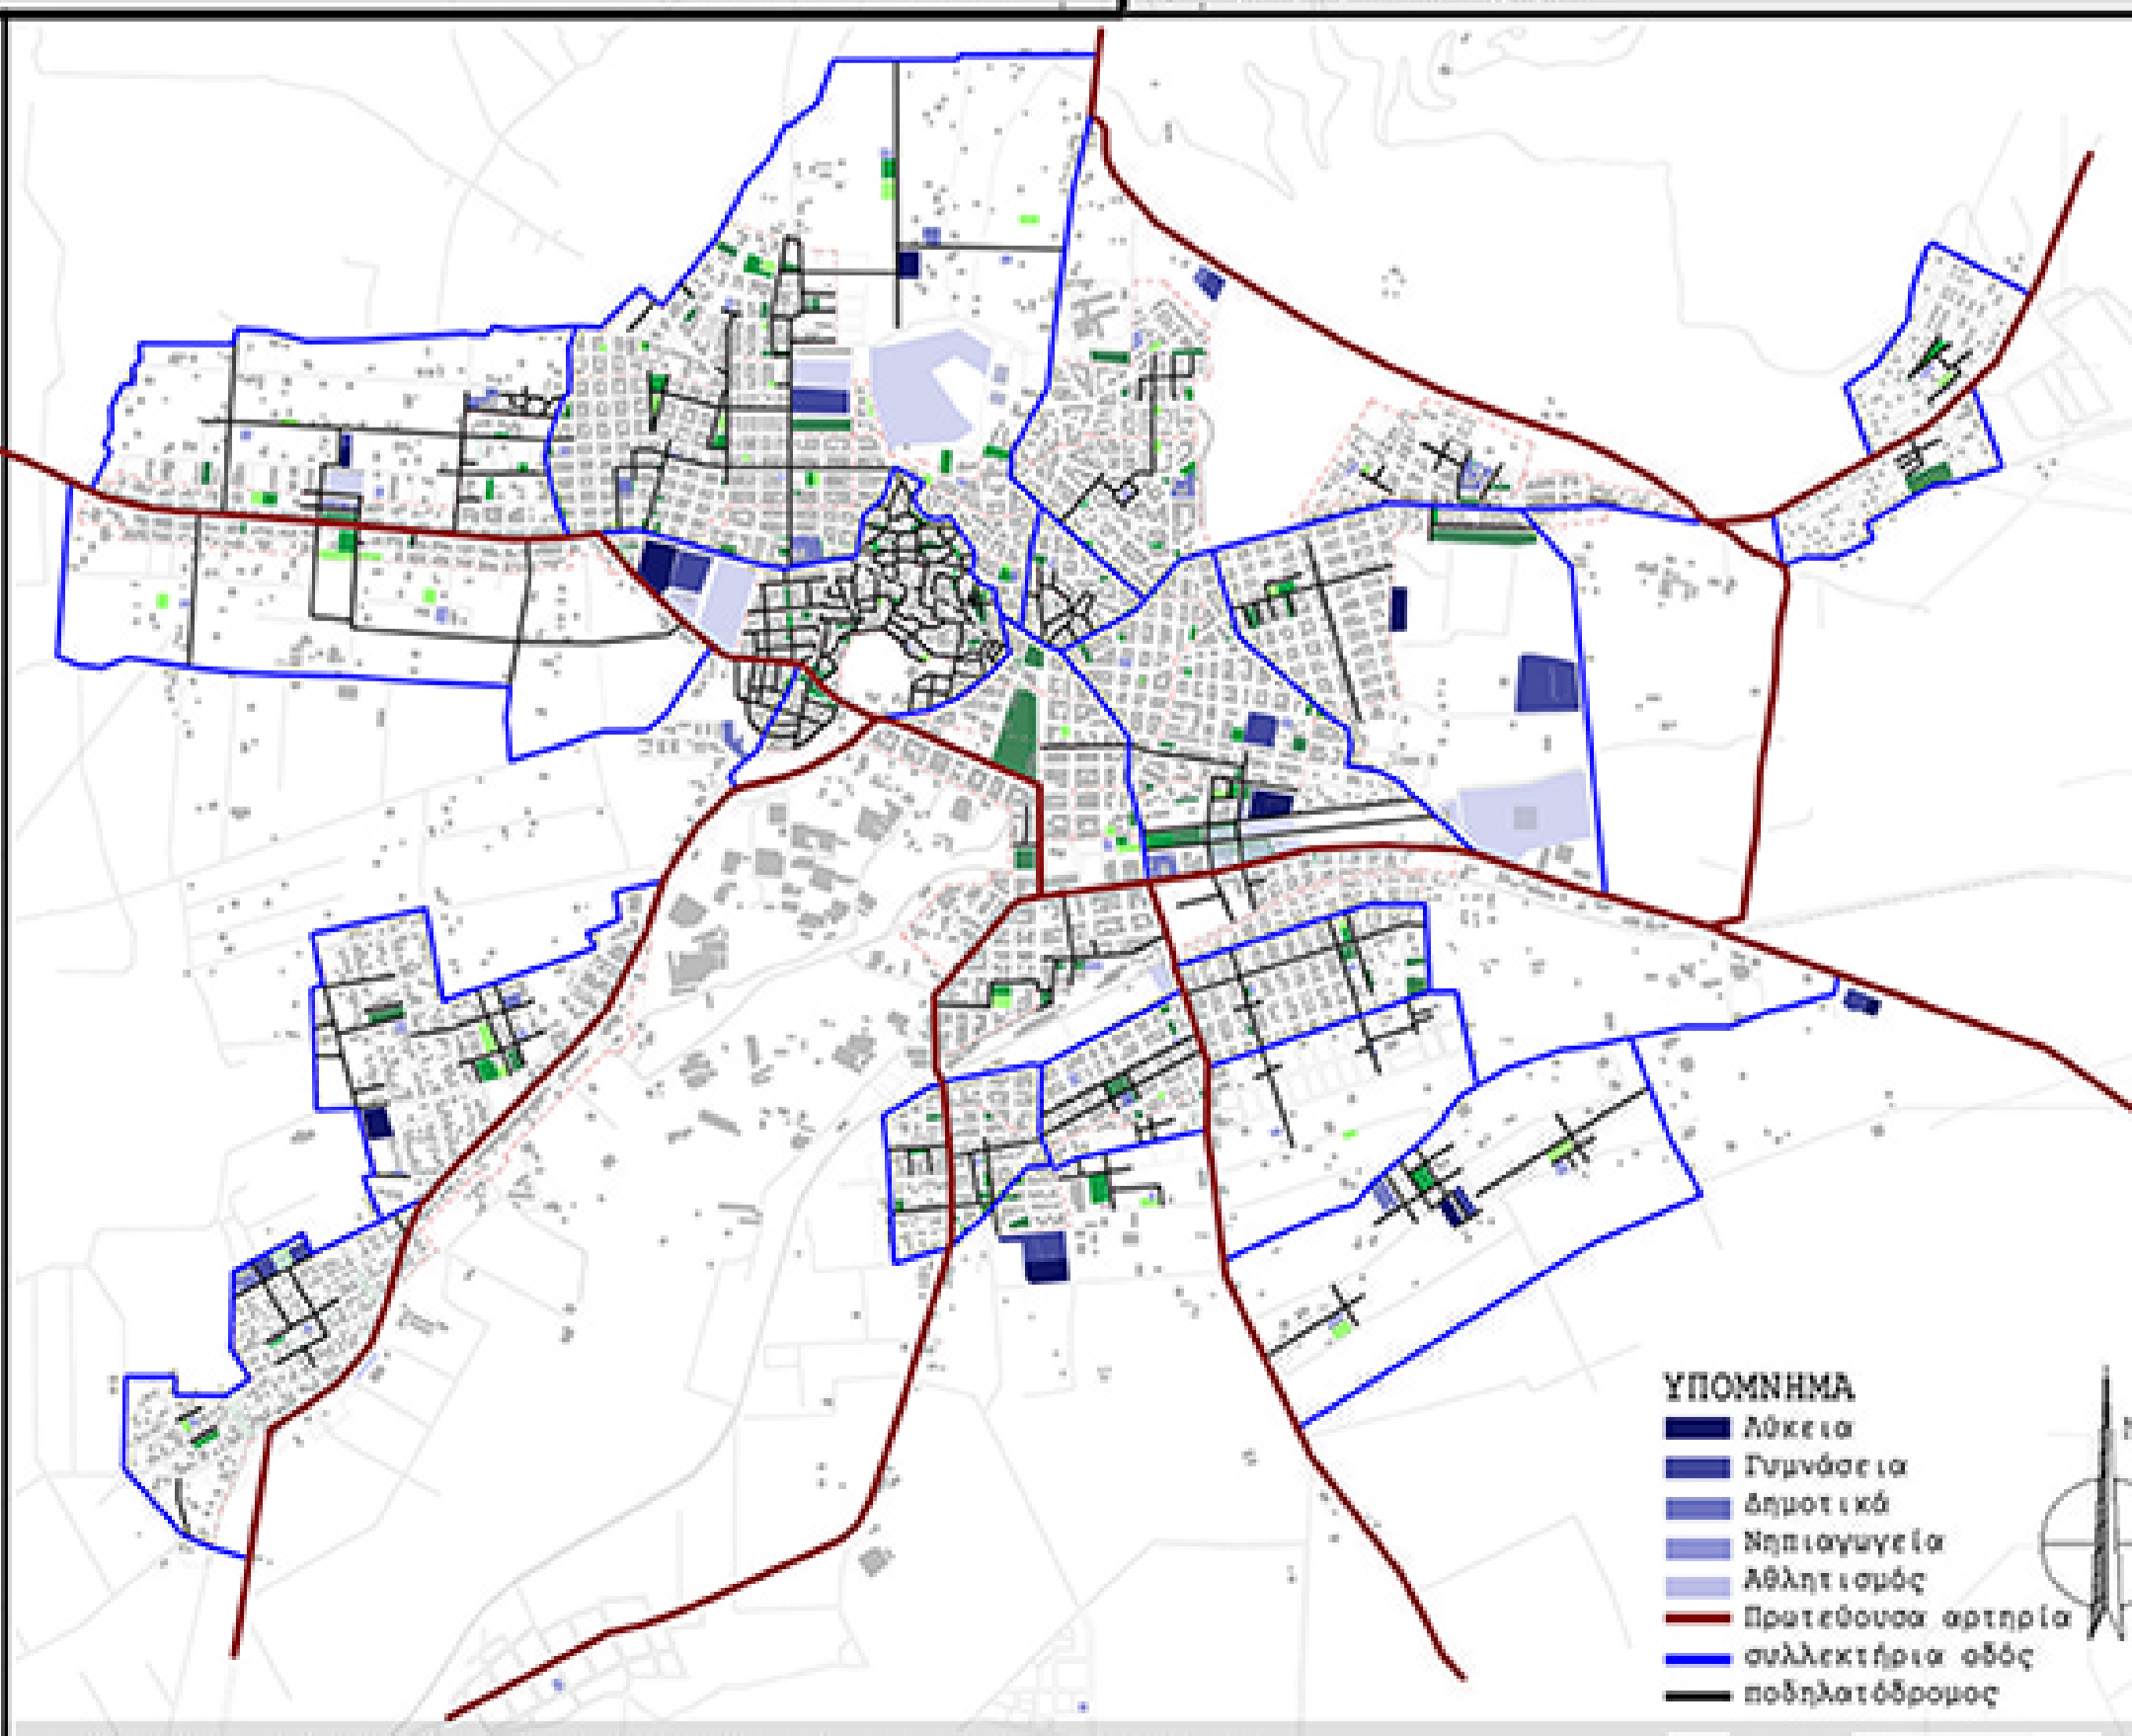 ΥΠΟΜΝΗΜΑ
Λύκεια
Γυμνάσεια
Δημοτικά
Νηπιαγωγεία
Αθλητισμός
Πρωτεύουσα αρτηρία
συλλεκτήρια οδός
ποδηλατόδρομος